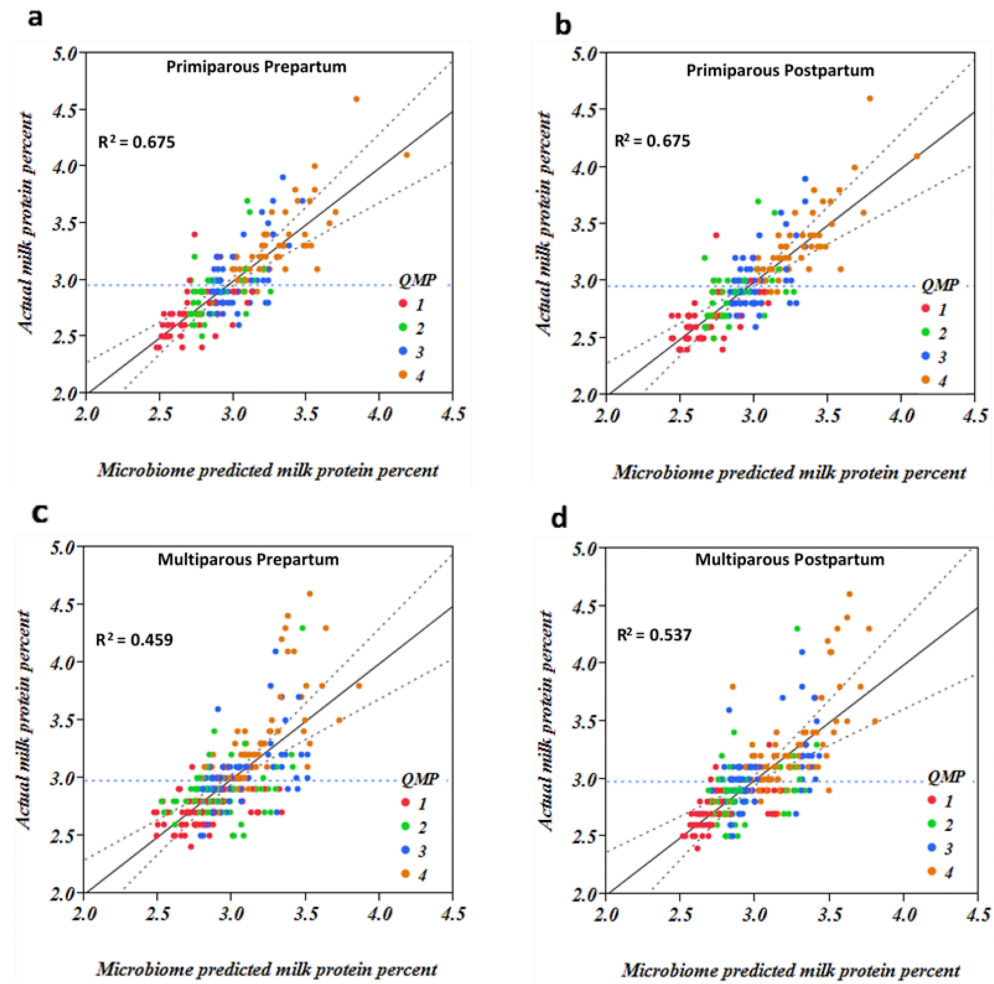 a
Primiparous Prepartum
R² = 0.675
Actual milk protein percent
5.0
4.5
4.0
3.5
3.0
2.5
2.0
2.0 2.5 3.0 3.5 4.0 4.5
QMP
1
2
3
4
Microbiome predicted milk protein percent
b
Primiparous Postpartum
R² = 0.675
Actual milk protein percent
5.0
4.5
4.0
3.5
3.0
2.5
2.0
2.0 2.5 3.0 3.5 4.0 4.5
QMP
1
2
3
4
Microbiome predicted milk protein percent
c
Multiparous Prepartum
R² = 0.459
Actual milk protein percent
5.0
4.5
4.0
3.5
3.0
2.5
2.0
2.0 2.5 3.0 3.5 4.0 4.5
QMP
1
2
3
4
Microbiome predicted milk protein percent
d
Multiparous Postpartum
R² = 0.537
Actual milk protein percent
5.0
4.5
4.0
3.5
3.0
2.5
2.0
2.0 2.5 3.0 3.5 4.0 4.5
QMP
1
2
3
4
Microbiome predicted milk protein percent